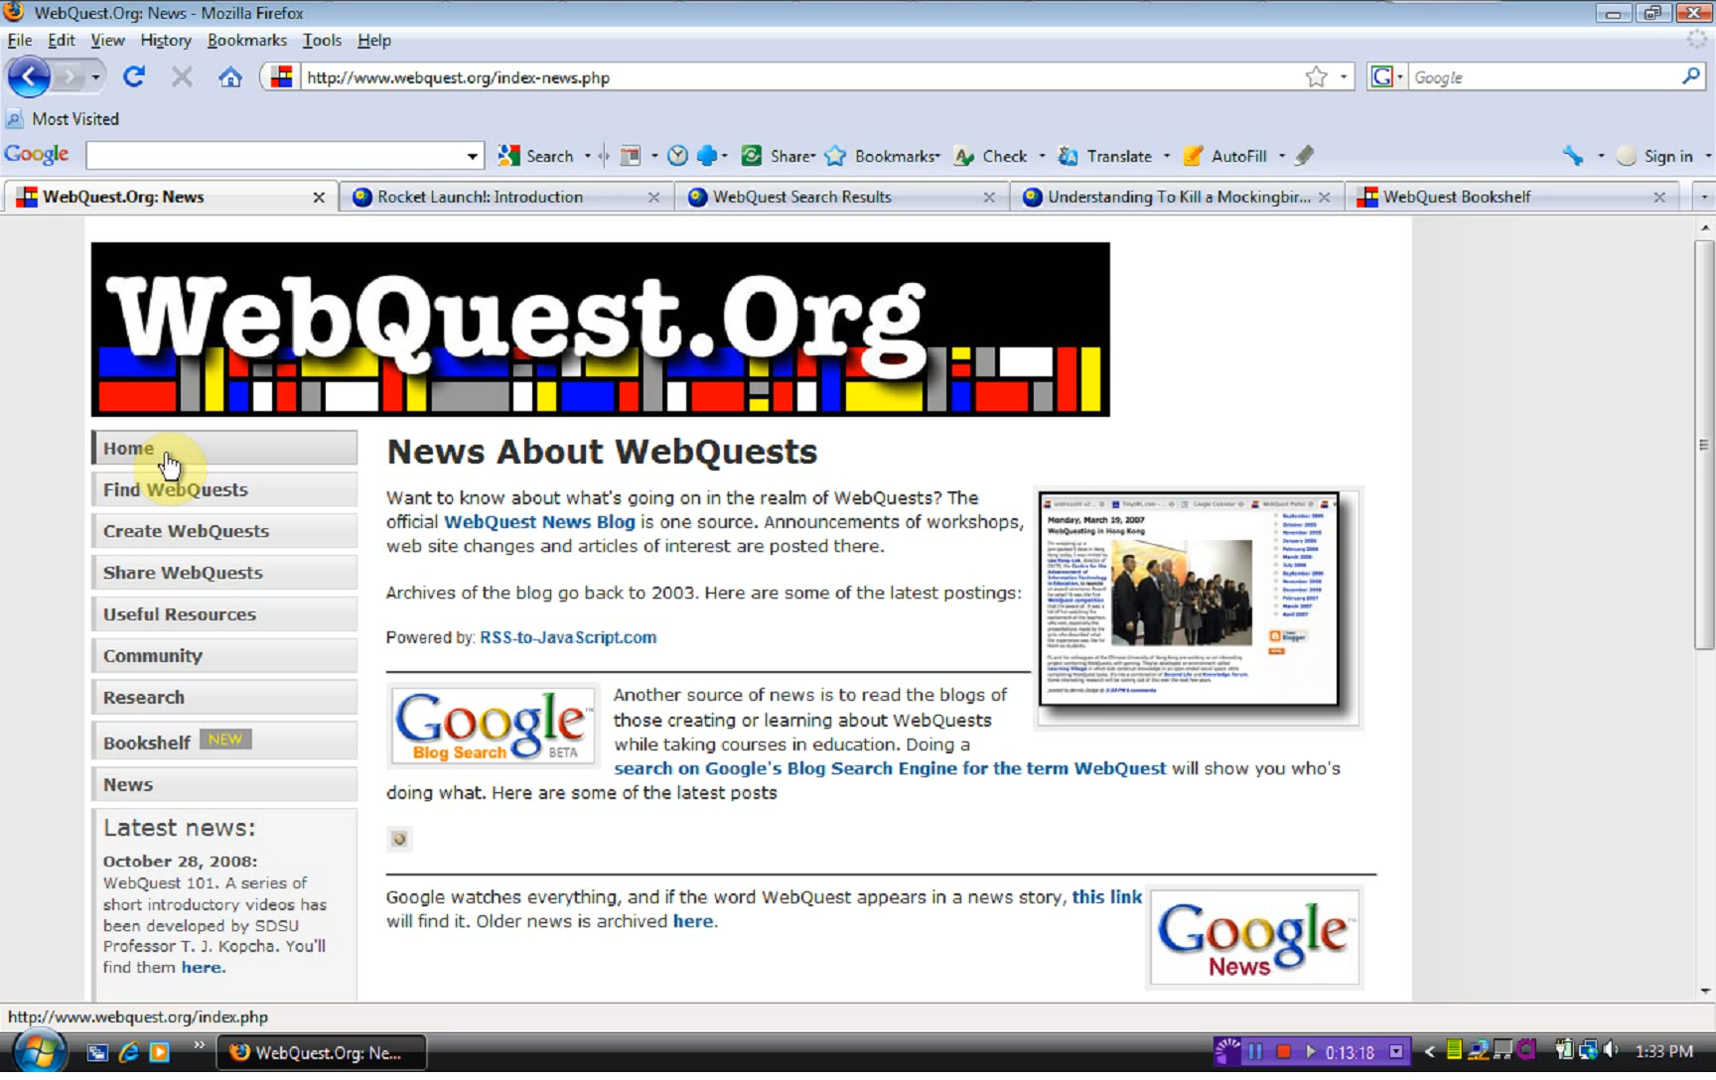 WebQuest.Org: News - Mozilla Firefox
File Edit View History Bookmarks Tools Help
http://www.webquest.org/index-news.php
Google
Most Visited
Google Search Share Bookmarks Check Translate AutoFill Sign in
WebQuest.Org: News
Rocket Launch!: Introduction
WebQuest Search Results
Understanding To Kill a Mockingbir...
WebQuest Bookshelf
WebQuest.Org
Home
Find WebQuests
Create WebQuests
Share WebQuests
Useful Resources
Community
Research
Bookshelf NEW
News
Latest news:
October 28, 2008:
WebQuest 101. A series of
short introductory videos has
been developed by SDSU
Professor T. J. Kopcha. You'll
find them here.
News About WebQuests
Want to know about what's going on in the realm of WebQuests? The
official WebQuest News Blog is one source. Announcements of workshops,
web site changes and articles of interest are posted there.
Archives of the blog go back to 2003. Here are some of the latest postings:
Powered by: RSS-to-JavaScript.com
Monday, March 19, 2007
WebQuesting in Hong Kong
Google™
Blog Search BETA
Another source of news is to read the blogs of
those creating or learning about WebQuests
while taking courses in education. Doing a
search on Google's Blog Search Engine for the term WebQuest will show you who's
doing what. Here are some of the latest posts
Google watches everything, and if the word WebQuest appears in a news story, this link
will find it. Older news is archived here.
Google™
News
http://www.webquest.org/index.php
WebQuest.Org: Ne...
0:13:18
1:33 PM